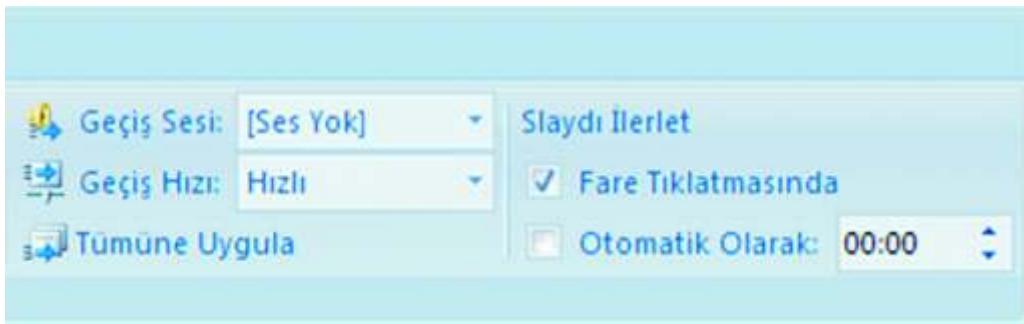 Geçiş Sesi: [Ses Yok]
Geçiş Hızı: Hızlı
Tümüne Uygula
Slaydı İlerlet
Fare Tıklatmasında
Otomatik Olarak: 00:00